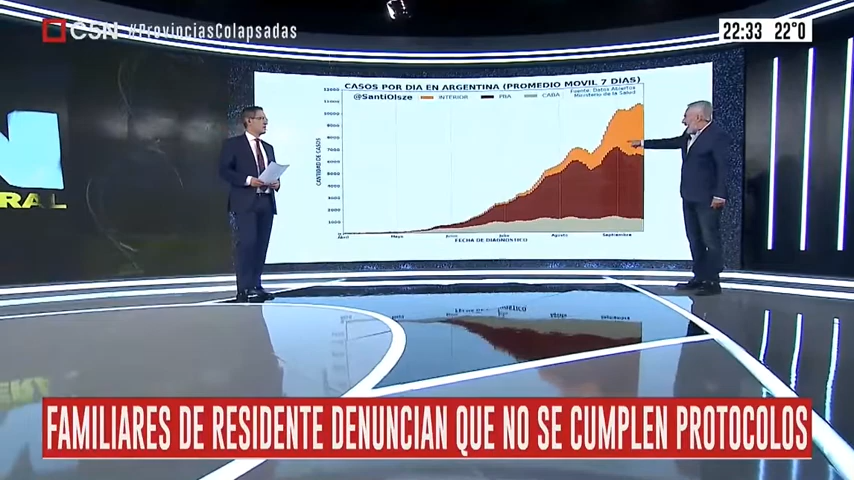 C5N #ProvinciasColapsadas
22:33 22°0
CASOS POR DIA EN ARGENTINA (PROMEDIO MOVIL 7 DIAS)
@SantiOlsze INTERIOR PBA CABA
Fuente: Datos Abiertos
Ministerio de la Salud
CANTIDAD DE CASOS
12000
11000
10000
9000
8000
7000
6000
5000
4000
3000
2000
1000
0
Abril Mayo Junio Julio Agosto Septiembre
FECHA DE DIAGNOSTICO
RAL
FAMILIARES DE RESIDENTE DENUNCIAN QUE NO SE CUMPLEN PROTOCOLOS